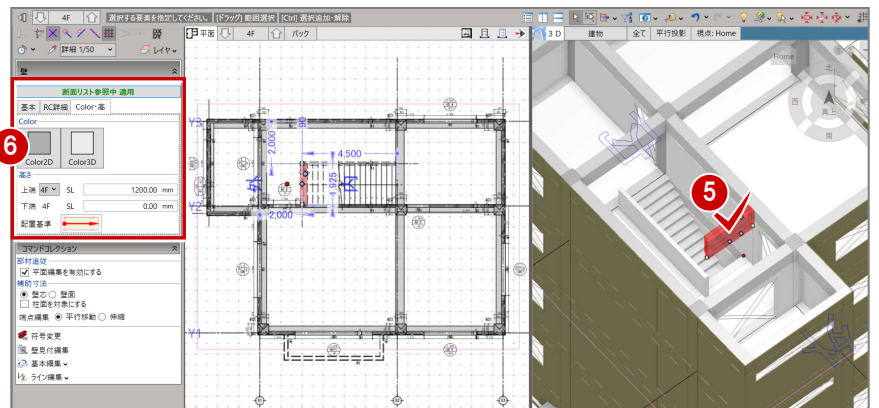 4F 選択する要素を指定してください。[ドラッグ] 範囲選択 [Ctrl] 選択追加・解除
詳細 1/50 レイヤ
壁
断面リスト参照中 適用
基本 RC詳細 Color・高
Color
Color2D Color3D
高さ
上端 4F SL 1200.00 mm
下端 4F SL 0.00 mm
配置基準
6
コマンドコレクション
部材追従
平面編集を有効にする
補助寸法
壁芯 壁面
柱面を対象にする
端点編集 平行移動 伸縮
符号変更
壁見付編集
基本編集
ライン編集
平面 4F バック
Y3
90
2,000
4,500
外
内
1,925
Y2
2,000
Y1
3 D 建物 全て 平行投影 視点: Home
Home
北
西
真上
南
5